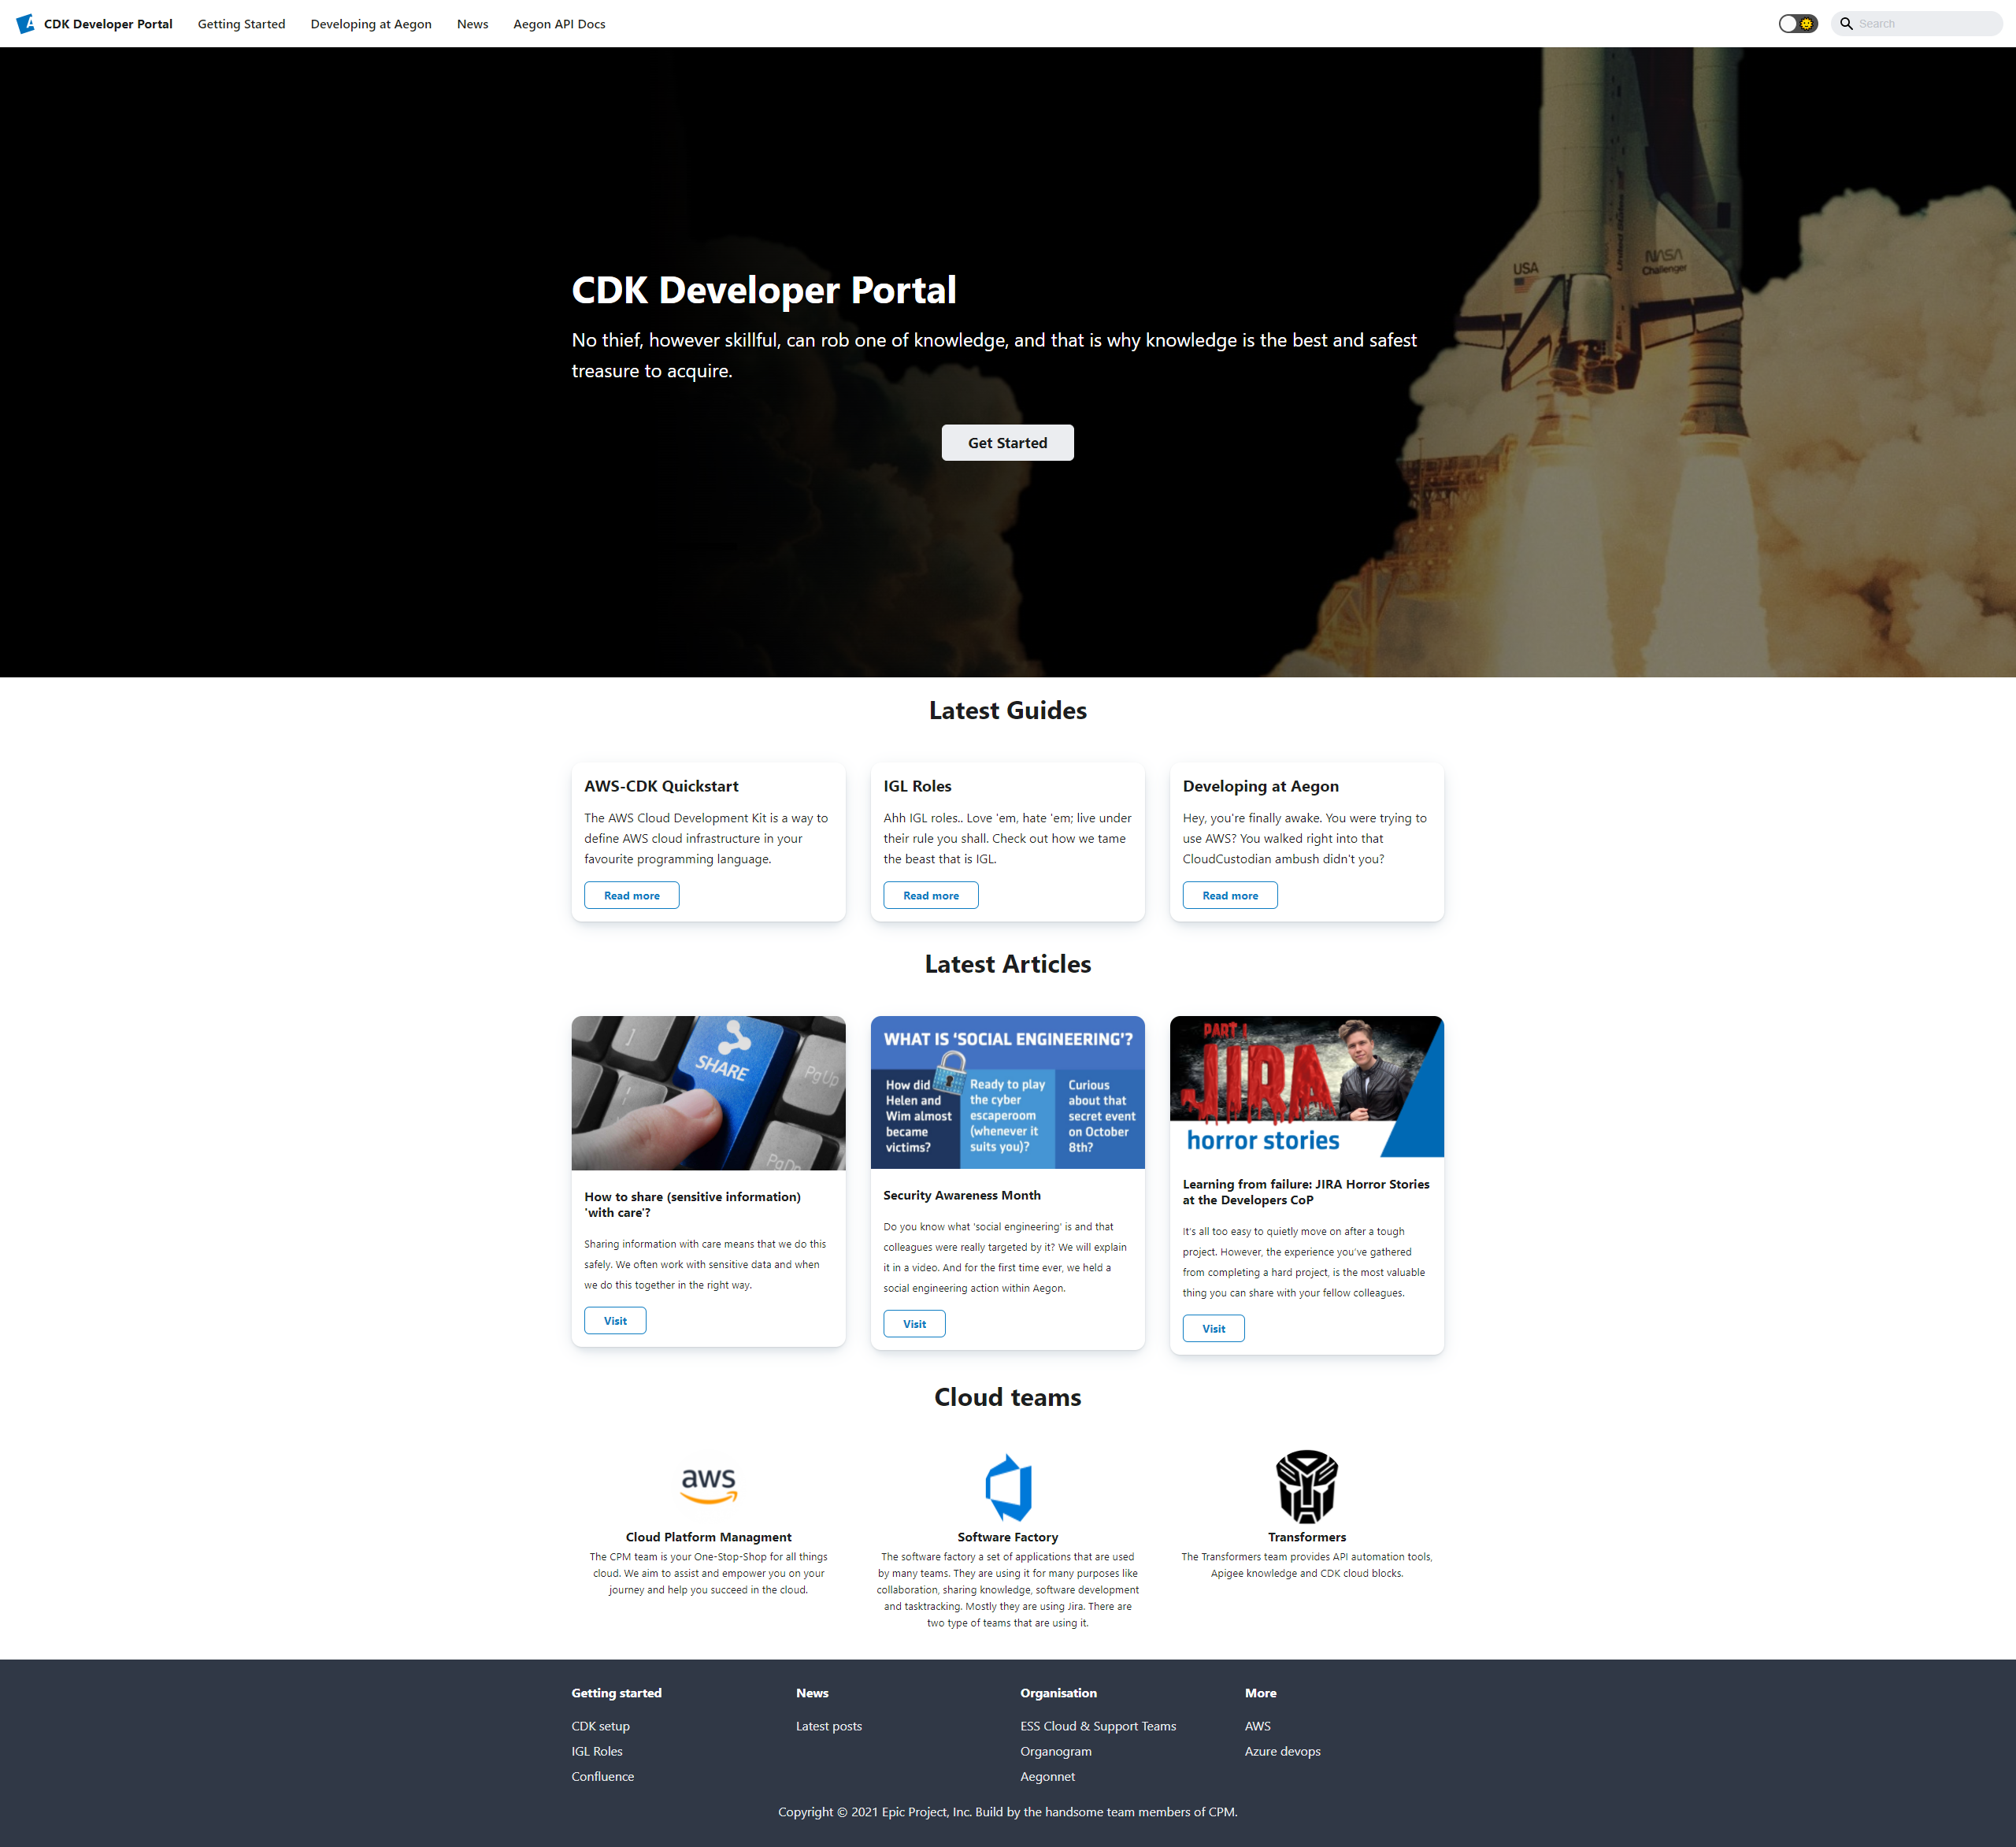 CDK Developer Portal
Getting Started
Developing at Aegon
News
Aegon API Docs
Search
USA
United States
NASA
Challenger
CDK Developer Portal
No thief, however skillful, can rob one of knowledge, and that is why knowledge is the best and safest
treasure to acquire.
Get Started
Latest Guides
AWS-CDK Quickstart
The AWS Cloud Development Kit is a way to
define AWS cloud infrastructure in your
favourite programming language.
Read more
IGL Roles
Ahh IGL roles.. Love 'em, hate 'em; live under
their rule you shall. Check out how we tame
the beast that is IGL.
Read more
Developing at Aegon
Hey, you're finally awake. You were trying to
use AWS? You walked right into that
CloudCustodian ambush didn't you?
Read more
Latest Articles
SHARE
PgUp
PgDn
How to share (sensitive information)
'with care'?
Sharing information with care means that we do this
safely. We often work with sensitive data and when
we do this together in the right way.
Visit
WHAT IS ‘SOCIAL ENGINEERING’?
How did
Helen and
Wim almost
became
victims?
Ready to play
the cyber
escaperoom
(whenever it
suits you)?
Curious
about that
secret event
on October
8th?
Security Awareness Month
Do you know what 'social engineering' is and that
colleagues were really targeted by it? We will explain
it in a video. And for the first time ever, we held a
social engineering action within Aegon.
Visit
PART 1
JIRA
horror stories
Learning from failure: JIRA Horror Stories
at the Developers CoP
It's all too easy to quietly move on after a tough
project. However, the experience you've gathered
from completing a hard project, is the most valuable
thing you can share with your fellow colleagues.
Visit
Cloud teams
aws
Cloud Platform Managment
The CPM team is your One-Stop-Shop for all things
cloud. We aim to assist and empower you on your
journey and help you succeed in the cloud.
Software Factory
The software factory a set of applications that are used
by many teams. They are using it for many purposes like
collaboration, sharing knowledge, software development
and tasktracking. Mostly they are using Jira. There are
two type of teams that are using it.
Transformers
The Transformers team provides API automation tools,
Apigee knowledge and CDK cloud blocks.
Getting started
CDK setup
IGL Roles
Confluence
News
Latest posts
Organisation
ESS Cloud & Support Teams
Organogram
Aegonnet
More
AWS
Azure devops
Copyright © 2021 Epic Project, Inc. Build by the handsome team members of CPM.